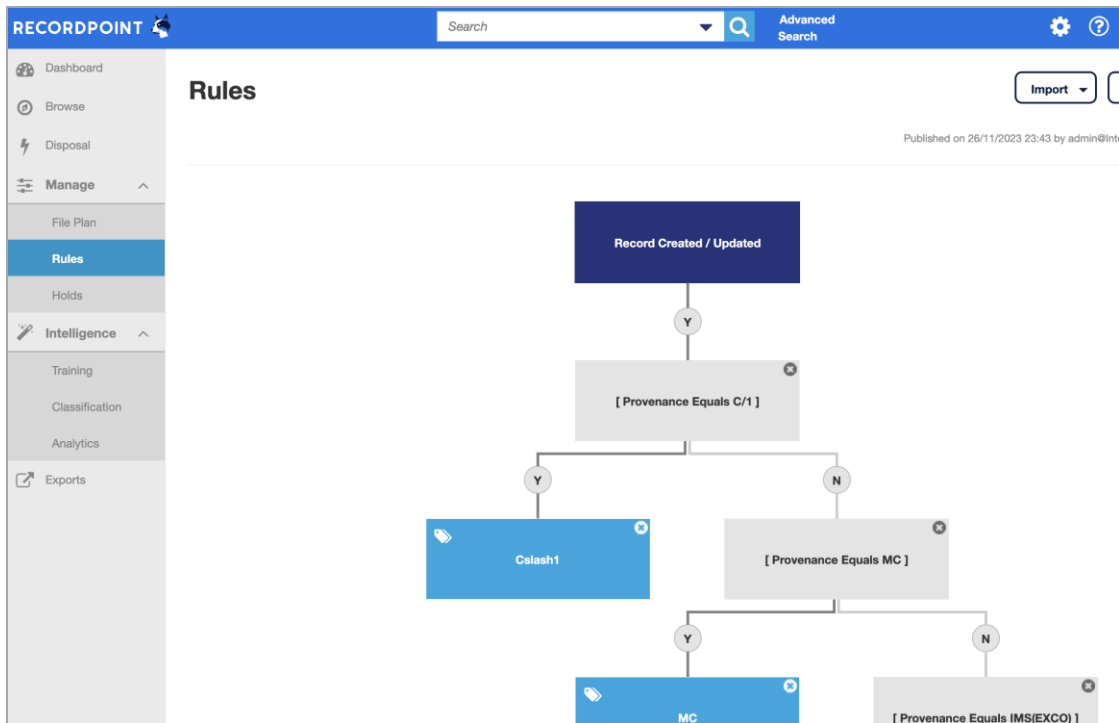 RECORDPOINT
Search
Advanced
Search
Dashboard
Browse
Disposal
Manage
File Plan
Rules
Holds
Intelligence
Training
Classification
Analytics
Exports
Rules
Import
Published on 26/11/2023 23:43 by admin@Int
Record Created / Updated
Y
[ Provenance Equals C/1 ]
Y
N
Cslash1
[ Provenance Equals MC ]
Y
N
MC
[ Provenance Equals IMS(EXCO) ]